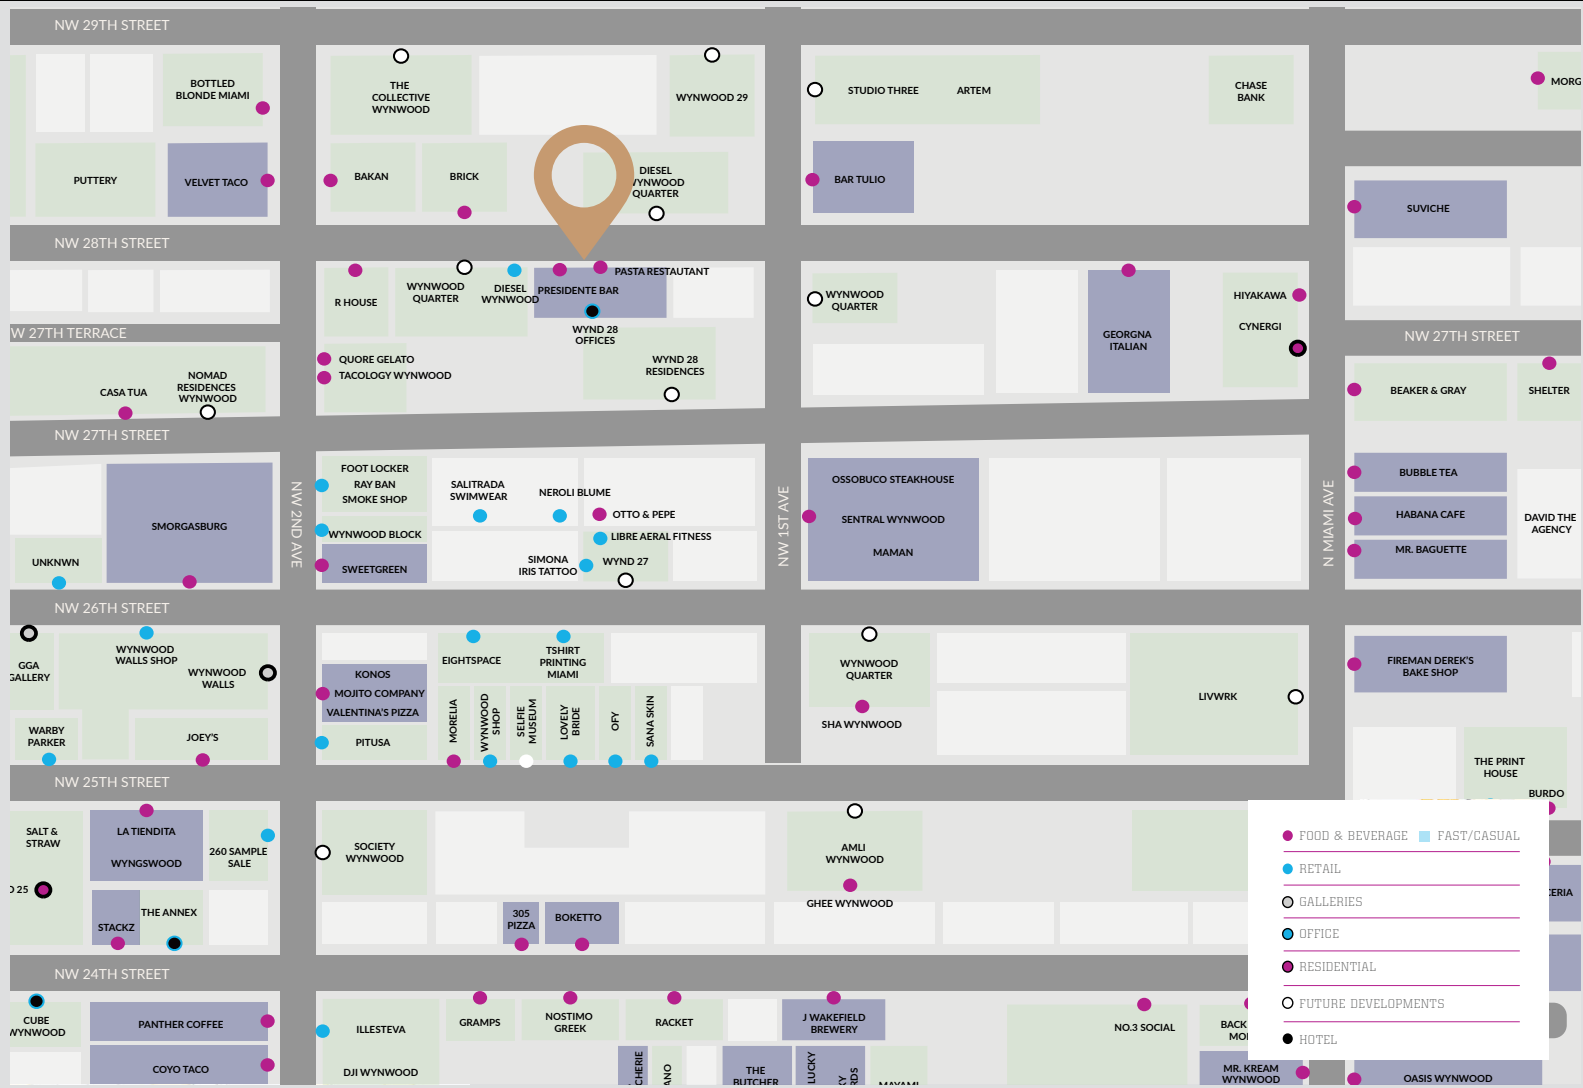 NW 29TH STREET
BOTTLED
BLONDE MIAMI
THE
COLLECTIVE
WYNWOOD
WYNWOOD 29
STUDIO THREE
ARTEM
CHASE
BANK
MORG
PUTTERY
VELVET TACO
BAKAN
BRICK
DIESEL
WYNWOOD
QUARTER
BAR TULIO
SUVICHE
NW 28TH STREET
R HOUSE
WYNWOOD
QUARTER
DIESEL
WYNWOOD
PRESIDENTE BAR
PASTA RESTAUTANT
WYND 28
OFFICES
WYNWOOD
QUARTER
GEORGNA
ITALIAN
HIYAKAWA
CYNERGI
W 27TH TERRACE
NW 27TH STREET
QUORE GELATO
TACOLOGY WYNWOOD
WYND 28
RESIDENCES
CASA TUA
NOMAD
RESIDENCES
WYNWOOD
BEAKER & GRAY
SHELTER
NW 27TH STREET
NW 2ND AVE
NW 1ST AVE
N MIAMI AVE
SMORGASBURG
UNKNWN
FOOT LOCKER
RAY BAN
SMOKE SHOP
WYNWOOD BLOCK
SWEETGREEN
SALITRADA
SWIMWEAR
NEROLI BLUME
OTTO & PEPE
LIBRE AERAL FITNESS
SIMONA
IRIS TATTOO
WYND 27
OSSOBUCO STEAKHOUSE
SENTRAL WYNWOOD
MAMAN
BUBBLE TEA
HABANA CAFE
MR. BAGUETTE
DAVID THE
AGENCY
NW 26TH STREET
GGA
GALLERY
WYNWOOD
WALLS SHOP
WYNWOOD
WALLS
WARBY
PARKER
JOEY'S
KONOS
MOJITO COMPANY
VALENTINA'S PIZZA
PITUSA
EIGHTSPACE
TSHIRT
PRINTING
MIAMI
MORELIA
WYNWOOD
SHOP
SELFIE
MUSEUM
LOVELY
BRIDE
OFY
SANA SKIN
WYNWOOD
QUARTER
SHA WYNWOOD
LIVWRK
FIREMAN DEREK'S
BAKE SHOP
THE PRINT
HOUSE
BURDO
NW 25TH STREET
SALT &
STRAW
LA TIENDITA
WYNGSWOOD
260 SAMPLE
SALE
25
STACKZ
THE ANNEX
SOCIETY
WYNWOOD
AMLI
WYNWOOD
GHEE WYNWOOD
305
PIZZA
BOKETTO
CERIA
NW 24TH STREET
CUBE
WYNWOOD
PANTHER COFFEE
COYO TACO
ILLESTEVA
DJI WYNWOOD
GRAMPS
NOSTIMO
GREEK
RACKET
J WAKEFIELD
BREWERY
CHERIE
ANO
THE
BUTCHER
LUCKY
MAYAMI
NO.3 SOCIAL
BACK
MR. KREAM
WYNWOOD
OASIS WYNWOOD
FOOD & BEVERAGE
FAST/CASUAL
RETAIL
GALLERIES
OFFICE
RESIDENTIAL
FUTURE DEVELOPMENTS
HOTEL